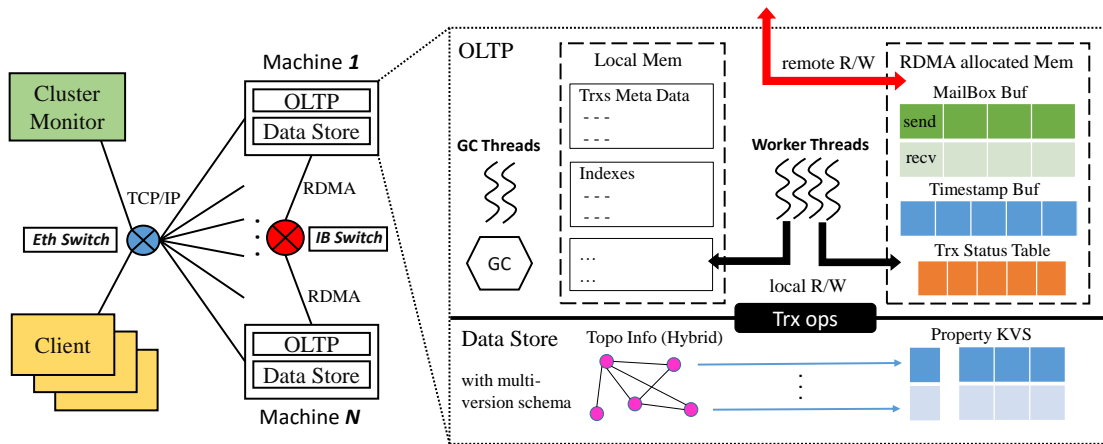 Cluster
Monitor
TCP/IP
Eth Switch
Client
Machine 1
OLTP
Data Store
RDMA
IB Switch
RDMA
OLTP
Data Store
Machine N
OLTP
GC Threads
GC
Local Mem
Trxs Meta Data
- - -
- - -
Indexes
- - -
- - -
...
...
Worker Threads
remote R/W
local R/W
RDMA allocated Mem
MailBox Buf
send
recv
Timestamp Buf
Trx Status Table
Trx ops
Data Store
with multi-
version schema
Topo Info (Hybrid)
Property KVS